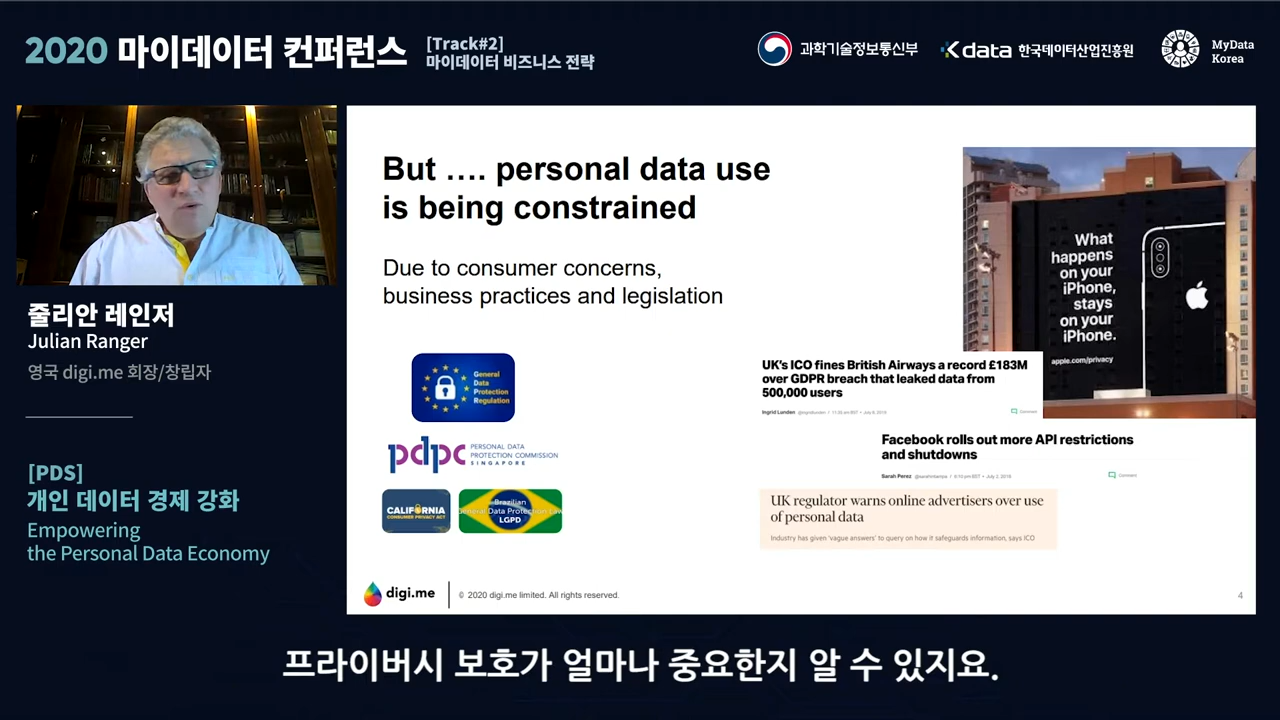 2020 마이데이터 컨퍼런스
[Track#2]
마이데이터 비즈니스 전략
과학기술정보통신부
Kdata 한국데이터산업진흥원
MyData
Korea
줄리안 레인저
Julian Ranger
영국 digi.me 회장/창립자
[PDS]
개인 데이터 경제 강화
Empowering
the Personal Data Economy
But .... personal data use
is being constrained
Due to consumer concerns,
business practices and legislation
General
Data
Protection
Regulation
pdpc PERSONAL DATA
PROTECTION COMMISSION
SINGAPORE
CALIFORNIA
CONSUMER PRIVACY ACT
Brazilian
General Data Protection Law
LGPD
What
happens
on your
iPhone,
stays
on your
iPhone.
apple.com/privacy
UK's ICO fines British Airways a record £183M
over GDPR breach that leaked data from
500,000 users
Ingrid Lunden
Comment
Facebook rolls out more API restrictions
and shutdowns
Sarah Perez
Comment
UK regulator warns online advertisers over use
of personal data
Industry has given 'vague answers' to query on how it safeguards information, says ICO
digi.me
© 2020 digi.me limited. All rights reserved.
4
프라이버시 보호가 얼마나 중요한지 알 수 있지요.